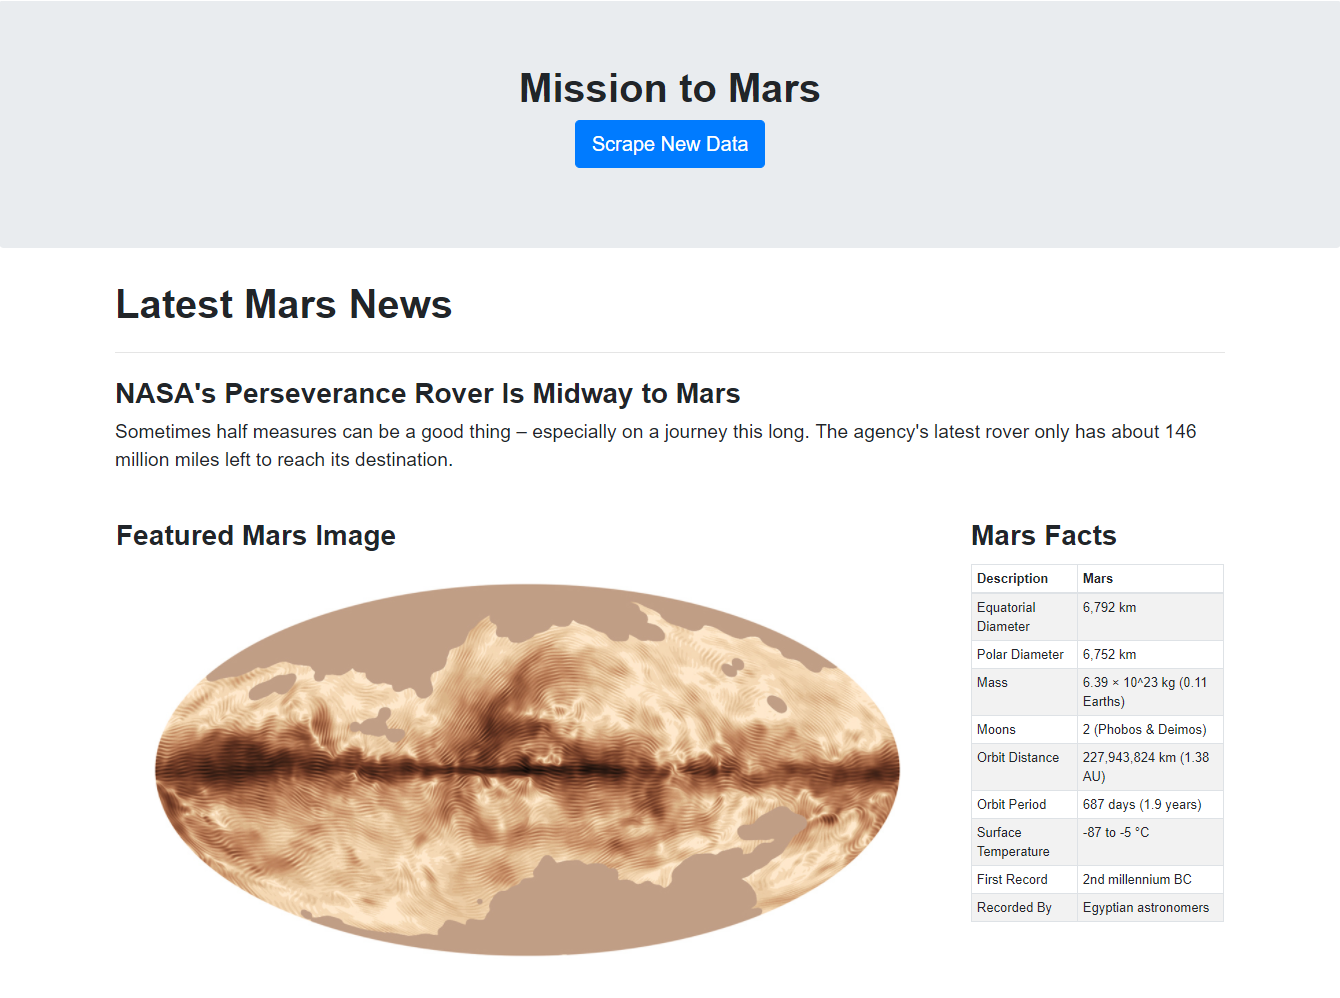 Mission to Mars
Scrape New Data
Latest Mars News
NASA's Perseverance Rover Is Midway to Mars
Sometimes half measures can be a good thing – especially on a journey this long. The agency's latest rover only has about 146
million miles left to reach its destination.
Featured Mars Image
Mars Facts
Description Mars
Equatorial 6,792 km
Diameter
Polar Diameter 6,752 km
Mass 6.39 × 10^23 kg (0.11
Earths)
Moons 2 (Phobos & Deimos)
Orbit Distance 227,943,824 km (1.38
AU)
Orbit Period 687 days (1.9 years)
Surface -87 to -5 °C
Temperature
First Record 2nd millennium BC
Recorded By Egyptian astronomers